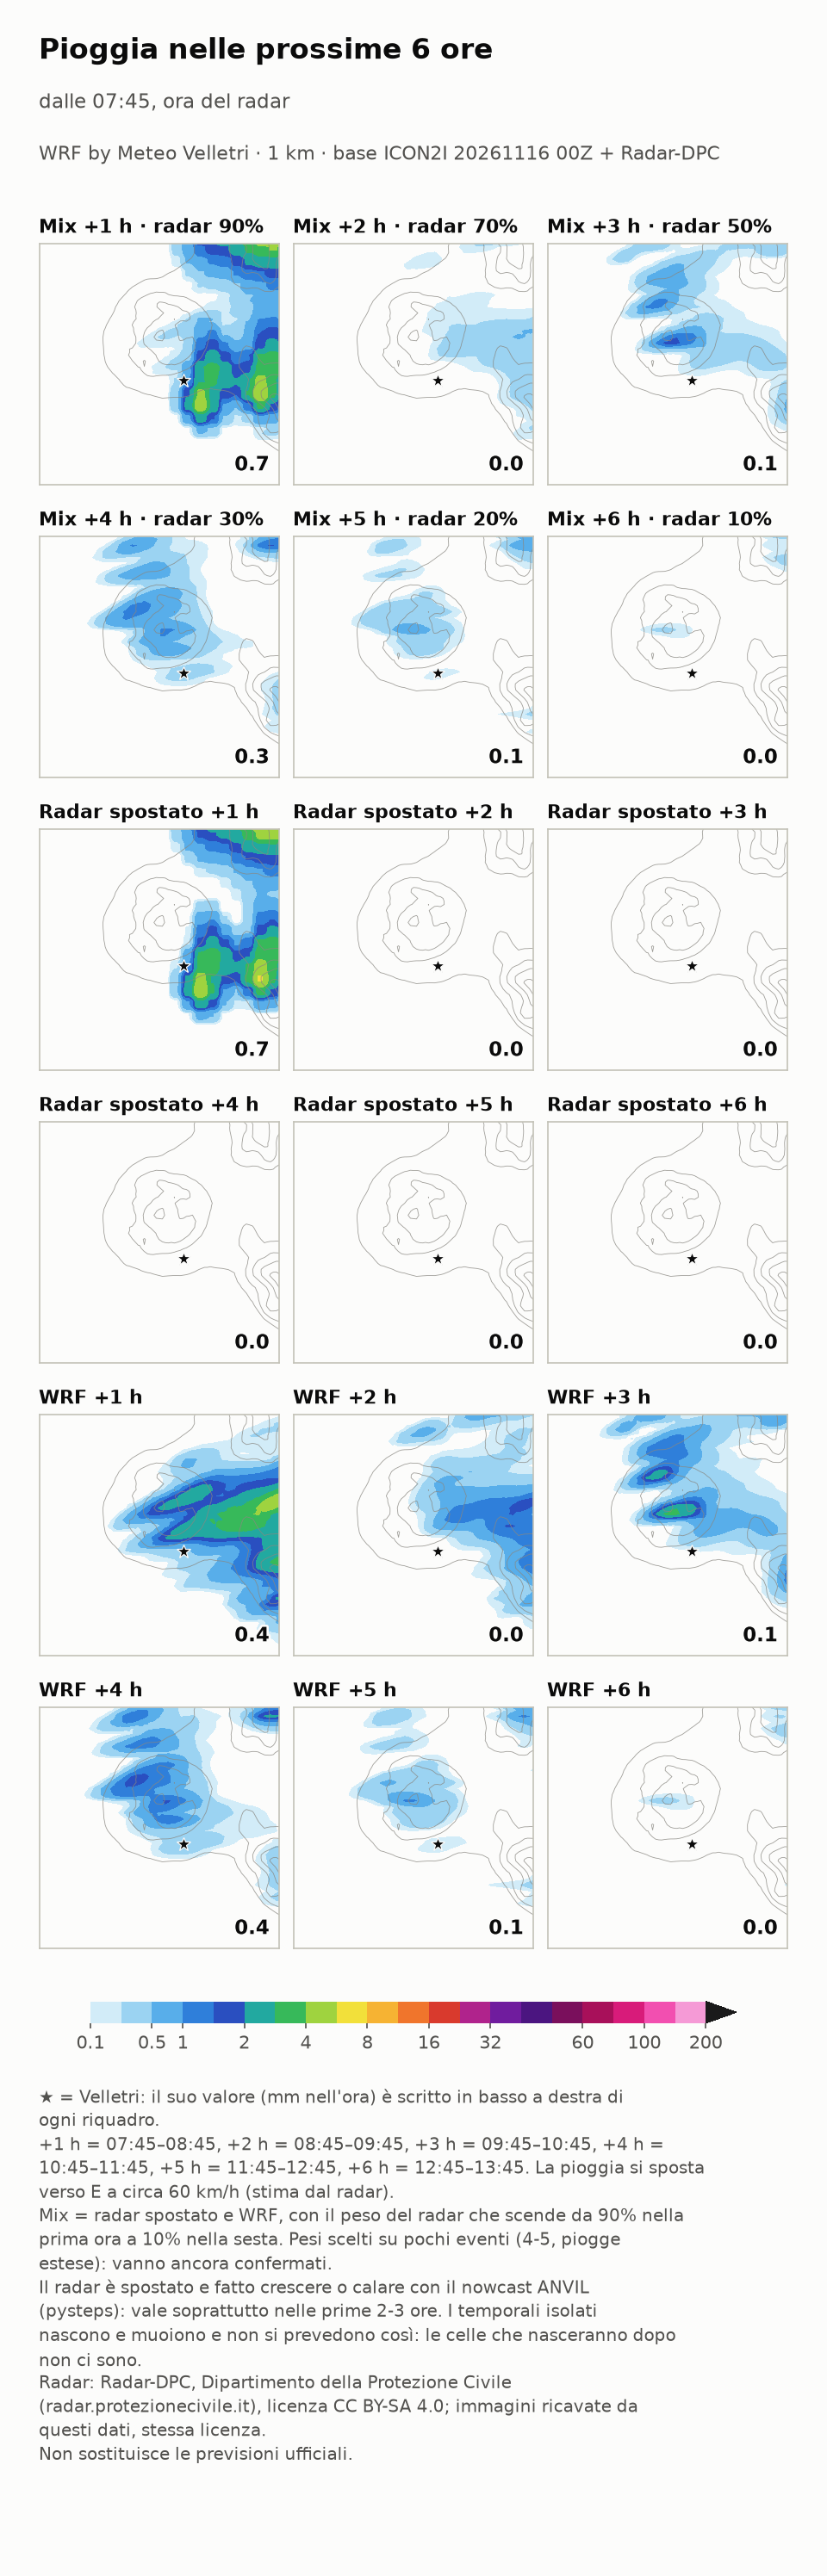 Pioggia nelle prossime 6 ore
dalle 07:45, ora del radar
WRF by Meteo Velletri · 1 km · base ICON2I 20261116 00Z + Radar-DPC
Mix +1 h · radar 90%
Mix +2 h · radar 70%
Mix +3 h · radar 50%
0.7
0.0
0.1
Mix +4 h · radar 30%
Mix +5 h · radar 20%
Mix +6 h · radar 10%
0.3
0.1
0.0
Radar spostato +1 h
Radar spostato +2 h
Radar spostato +3 h
0.7
0.0
0.0
Radar spostato +4 h
Radar spostato +5 h
Radar spostato +6 h
0.0
0.0
0.0
WRF +1 h
WRF +2 h
WRF +3 h
0.4
0.0
0.1
WRF +4 h
WRF +5 h
WRF +6 h
0.4
0.1
0.0
0.1 0.5 1 2 4 8 16 32 60 100 200
★ = Velletri: il suo valore (mm nell'ora) è scritto in basso a destra di
ogni riquadro.
+1 h = 07:45–08:45, +2 h = 08:45–09:45, +3 h = 09:45–10:45, +4 h =
10:45–11:45, +5 h = 11:45–12:45, +6 h = 12:45–13:45. La pioggia si sposta
verso E a circa 60 km/h (stima dal radar).
Mix = radar spostato e WRF, con il peso del radar che scende da 90% nella
prima ora a 10% nella sesta. Pesi scelti su pochi eventi (4-5, piogge
estese): vanno ancora confermati.
Il radar è spostato e fatto crescere o calare con il nowcast ANVIL
(pysteps): vale soprattutto nelle prime 2-3 ore. I temporali isolati
nascono e muoiono e non si prevedono così: le celle che nasceranno dopo
non ci sono.
Radar: Radar-DPC, Dipartimento della Protezione Civile
(radar.protezionecivile.it), licenza CC BY-SA 4.0; immagini ricavate da
questi dati, stessa licenza.
Non sostituisce le previsioni ufficiali.